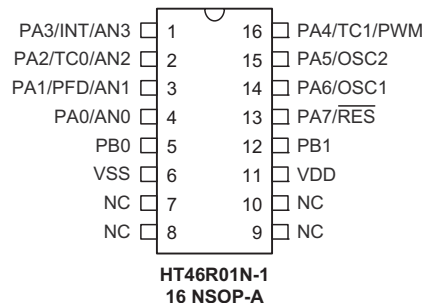 PA3/INT/AN3 1 16 PA4/TC1/PWM
PA2/TC0/AN2 2 15 PA5/OSC2
PA1/PFD/AN1 3 14 PA6/OSC1
PA0/AN0 4 13 PA7/RES
PB0 5 12 PB1
VSS 6 11 VDD
NC 7 10 NC
NC 8 9 NC
HT46R01N-1
16 NSOP-A